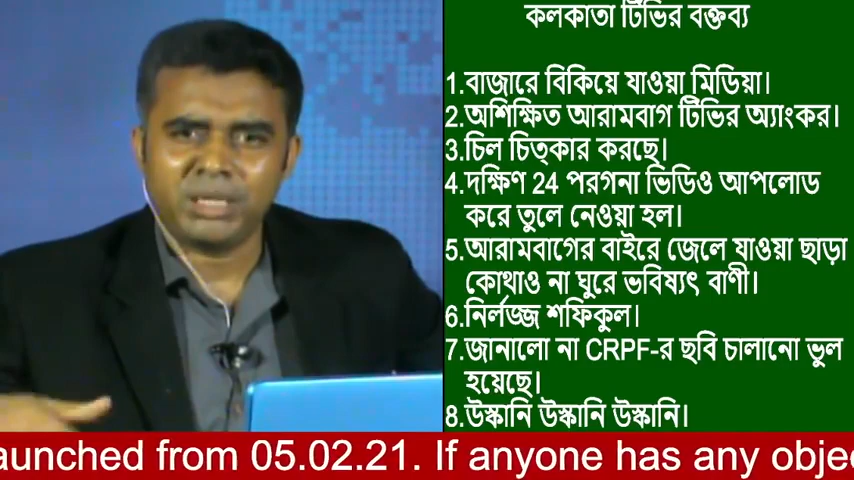 কলকাতা টিভির বক্তব্য
1.বাজারে বিকিয়ে যাওয়া মিডিয়া।
2.অশিক্ষিত আরামবাগ টিভির অ্যাংকর।
3.চিল চিত্কার করছে।
4.দক্ষিণ 24 পরগনা ভিডিও আপলোড
করে তুলে নেওয়া হল।
5.আরামবাগের বাইরে জেলে যাওয়া ছাড়া
কোথাও না ঘুরে ভবিষ্যৎ বাণী।
6.নির্লজ্জ শফিকুল।
7.জানালো না CRPF-র ছবি চালানো ভুল
হয়েছে।
8.উস্কানি উস্কানি উস্কানি।
aunched from 05.02.21. If anyone has any obje